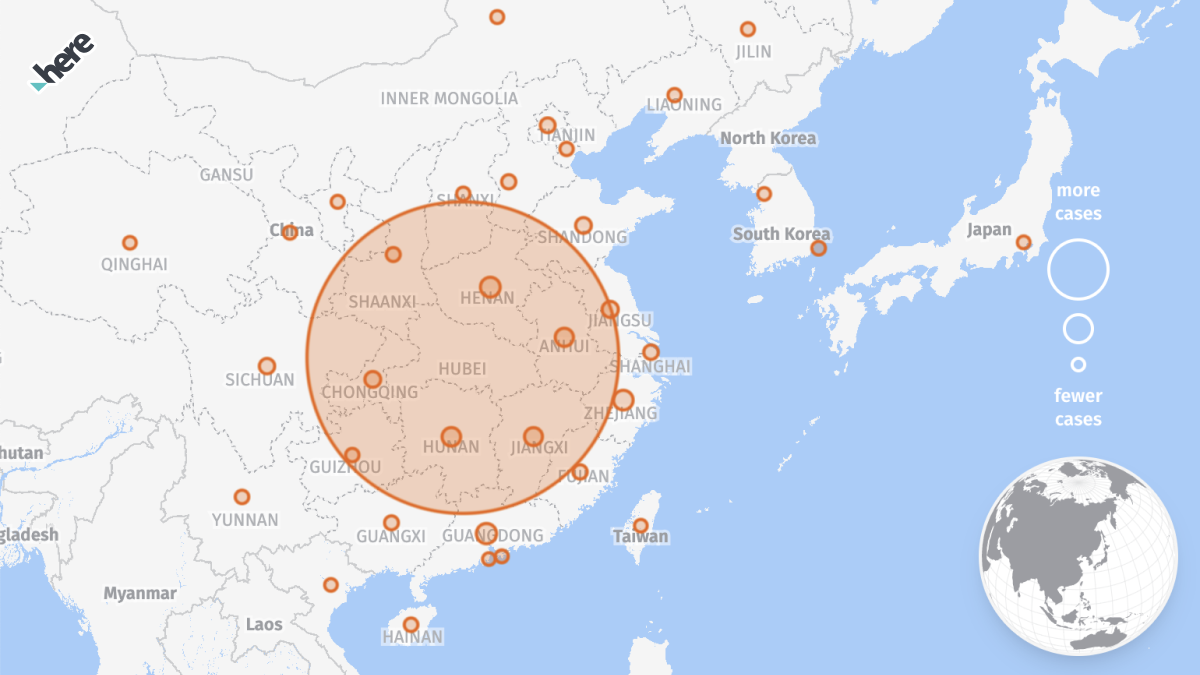 here
JILIN
INNER MONGOLIA
LIAONING
TIANJIN
North Korea
GANSU
SHANXI
more
cases
China
SHANDONG
South Korea
Japan
QINGHAI
SHAANXI
HENAN
JIANGSU
ANHUI
HUBEI
SHANGHAI
SICHUAN
CHONGQING
fewer
cases
ZHEJIANG
HUNAN
JIANGXI
hutan
GUIZHOU
FUJIAN
YUNNAN
gladesh
GUANGXI
GUANGDONG
Taiwan
Myanmar
Laos
HAINAN